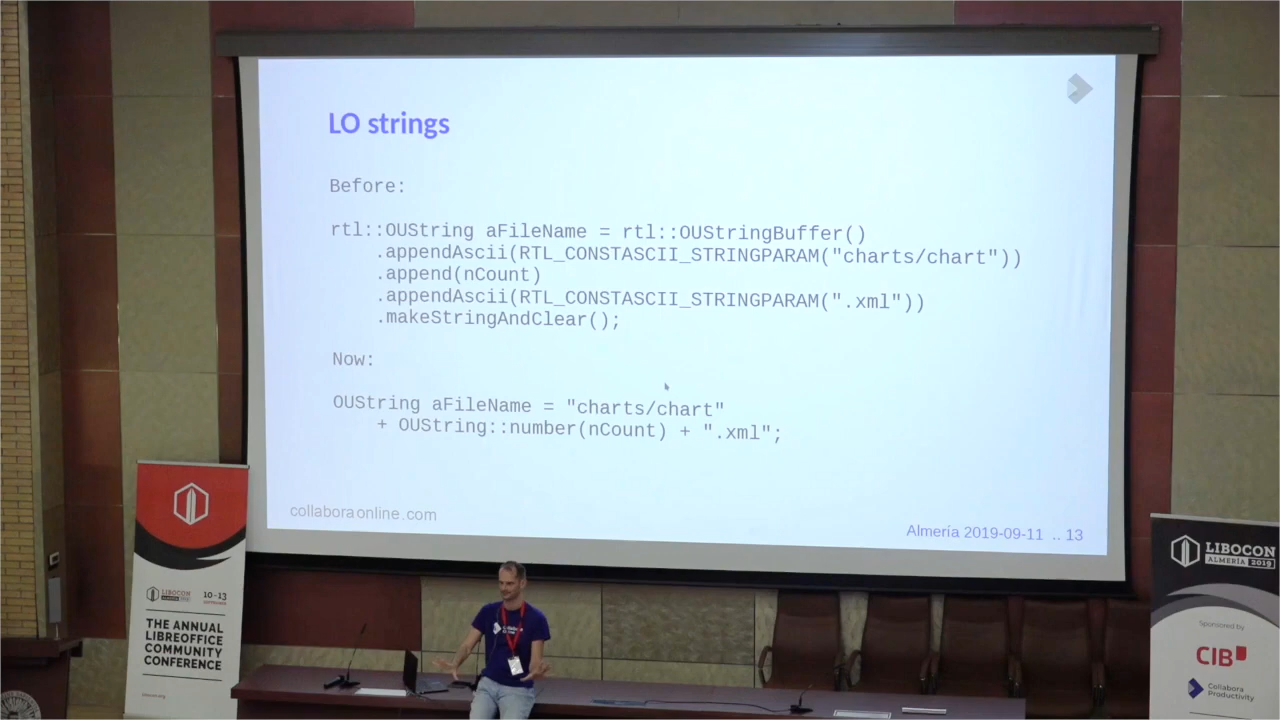 LO strings
Before:
rtl::OUString aFileName = rtl::OUStringBuffer()
.appendAscii(RTL_CONSTASCII_STRINGPARAM("charts/chart"))
.append(nCount)
.appendAscii(RTL_CONSTASCII_STRINGPARAM(".xml"))
.makeStringAndClear();
Now:
OUString aFileName = "charts/chart"
+ OUString::number(nCount) + ".xml";
collaboraonline.com
Almería 2019-09-11 .. 13
LIBOCON
10-13
THE ANNUAL
LIBREOFFICE
COMMUNITY
CONFERENCE
LIBOCON
ALMERÍA 2019
Sponsored by
CIB
Collabora
Productivity